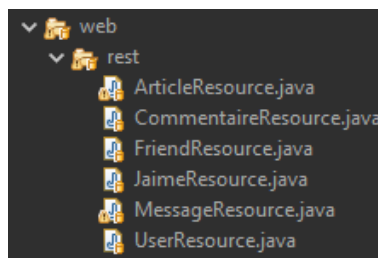 web
rest
ArticleResource.java
CommentaireResource.java
FriendResource.java
JaimeResource.java
MessageResource.java
UserResource.java